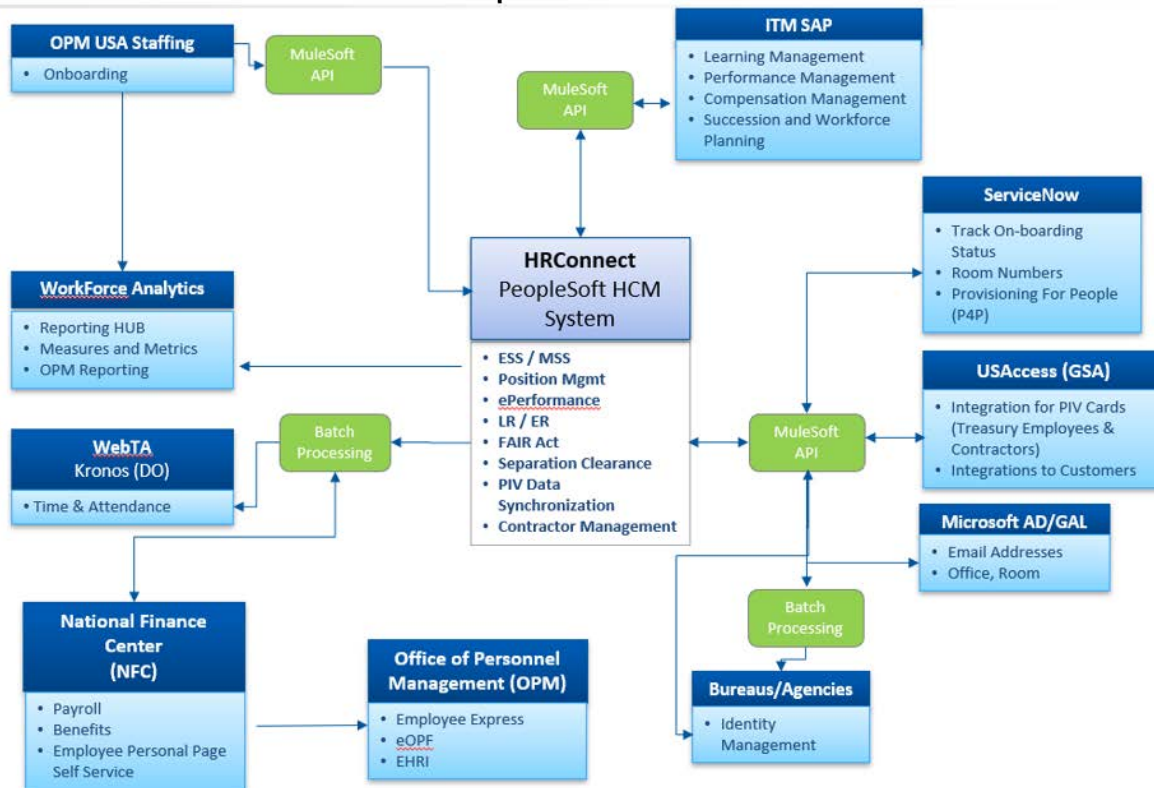 OPM USA Staffing
• Onboarding
MuleSoft
API
MuleSoft
API
ITM SAP
• Learning Management
• Performance Management
• Compensation Management
• Succession and Workforce
Planning
ServiceNow
• Track On-boarding
Status
• Room Numbers
• Provisioning For People
(P4P)
HRConnect
PeopleSoft HCM
System
• ESS / MSS
• Position Mgmt
• ePerformance
• LR / ER
• FAIR Act
• Separation Clearance
• PIV Data
Synchronization
• Contractor Management
WorkForce Analytics
• Reporting HUB
• Measures and Metrics
• OPM Reporting
WebTA
Kronos (DO)
• Time & Attendance
Batch
Processing
MuleSoft
API
USAccess (GSA)
• Integration for PIV Cards
(Treasury Employees &
Contractors)
• Integrations to Customers
Microsoft AD/GAL
• Email Addresses
• Office, Room
Batch
Processing
Bureaus/Agencies
• Identity
Management
National Finance
Center
(NFC)
• Payroll
• Benefits
• Employee Personal Page
Self Service
Office of Personnel
Management (OPM)
• Employee Express
• eOPF
• EHRI